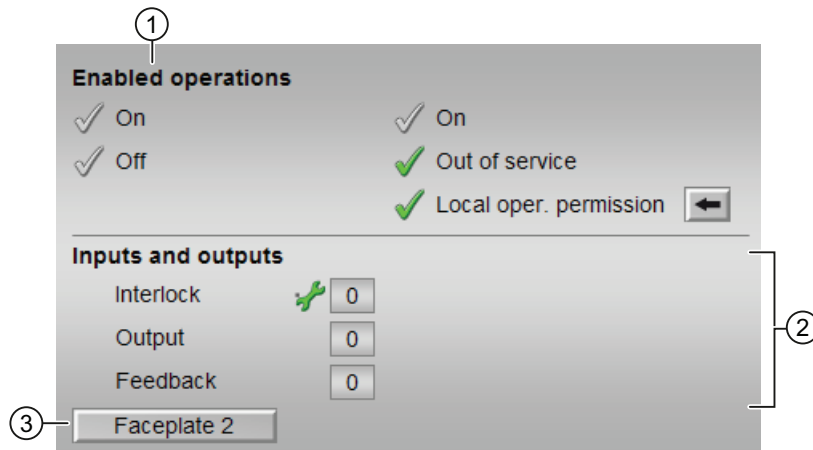 1
Enabled operations
On On
Off Out of service
Local oper. permission
Inputs and outputs
Interlock 0
Output 0
2
Feedback 0
3 Faceplate 2